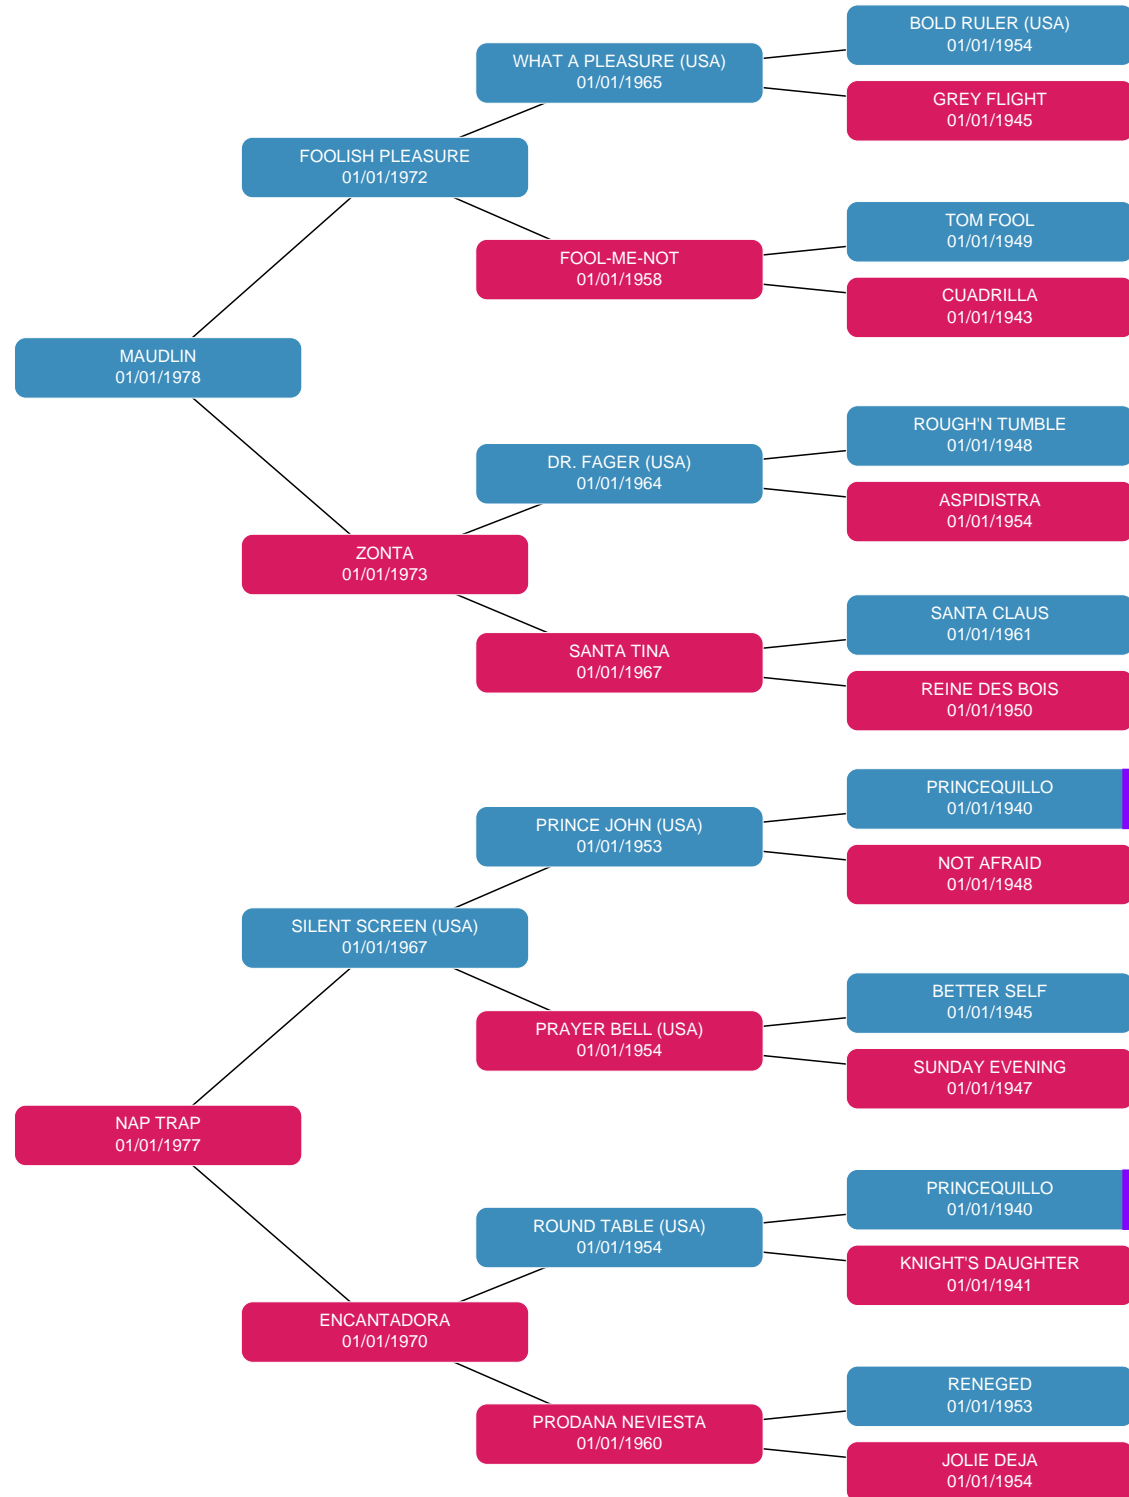 BOLD RULER (USA)
01/01/1954
WHAT A PLEASURE (USA)
01/01/1965
GREY FLIGHT
01/01/1945
FOOLISH PLEASURE
01/01/1972
TOM FOOL
01/01/1949
FOOL-ME-NOT
01/01/1958
CUADRILLA
01/01/1943
MAUDLIN
01/01/1978
ROUGH'N TUMBLE
01/01/1948
DR. FAGER (USA)
01/01/1964
ASPIDISTRA
01/01/1954
ZONTA
01/01/1973
SANTA CLAUS
01/01/1961
SANTA TINA
01/01/1967
REINE DES BOIS
01/01/1950
PRINCEQUILLO
01/01/1940
PRINCE JOHN (USA)
01/01/1953
NOT AFRAID
01/01/1948
SILENT SCREEN (USA)
01/01/1967
BETTER SELF
01/01/1945
PRAYER BELL (USA)
01/01/1954
SUNDAY EVENING
01/01/1947
NAP TRAP
01/01/1977
PRINCEQUILLO
01/01/1940
ROUND TABLE (USA)
01/01/1954
KNIGHT'S DAUGHTER
01/01/1941
ENCANTADORA
01/01/1970
RENEGED
01/01/1953
PRODANA NEVIESTA
01/01/1960
JOLIE DEJA
01/01/1954